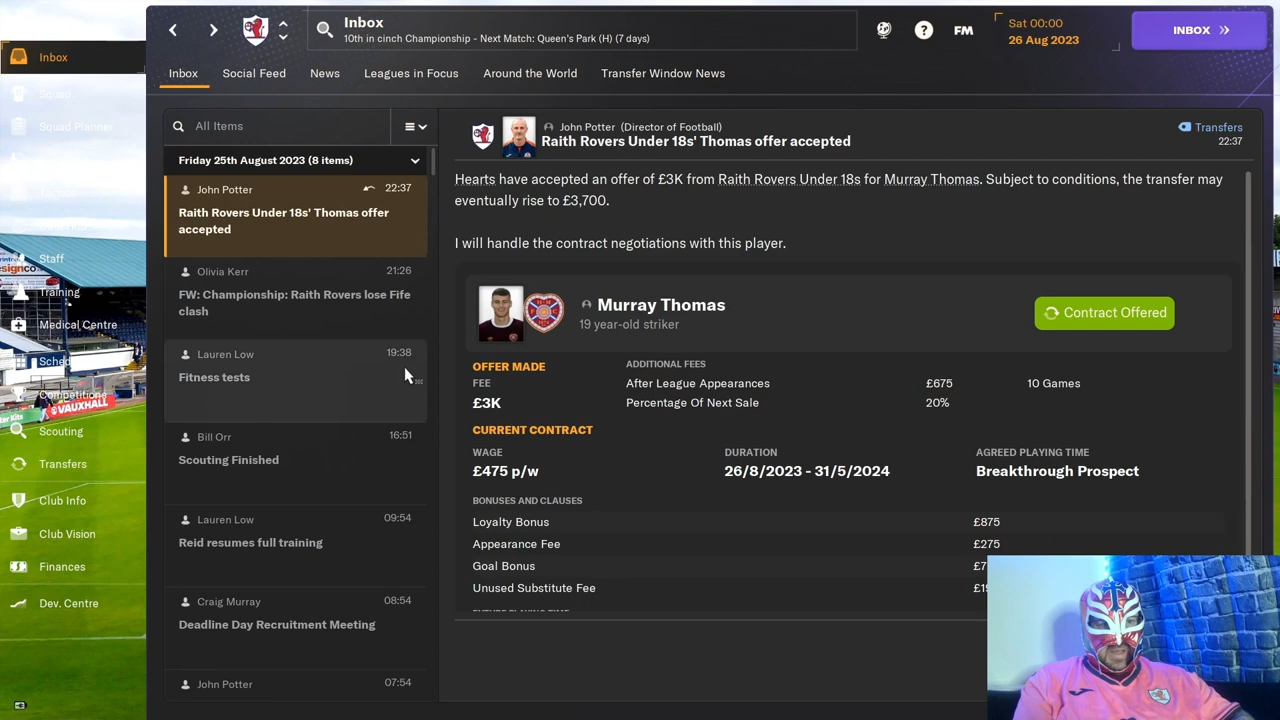 Inbox
10th in cinch Championship - Next Match: Queen's Park (H) (7 days)
FM
Sat 00:00
26 Aug 2023
INBOX
Inbox
Social Feed
News
Leagues in Focus
Around the World
Transfer Window News
Inbox
Squad
Squad Planner
Staff
Training
Medical Centre
Sched
Competitions
Scouting
Transfers
Club Info
Club Vision
Finances
Dev. Centre
VAUXHALL
All Items
Friday 25th August 2023 (8 items)
John Potter 22:37
Raith Rovers Under 18s' Thomas offer
accepted
Olivia Kerr 21:26
FW: Championship: Raith Rovers lose Fife
clash
Lauren Low 19:38
Fitness tests
Bill Orr 16:51
Scouting Finished
Lauren Low 09:54
Reid resumes full training
Craig Murray 08:54
Deadline Day Recruitment Meeting
John Potter 07:54
John Potter (Director of Football)
Raith Rovers Under 18s' Thomas offer accepted
Transfers
22:37
Hearts have accepted an offer of £3K from Raith Rovers Under 18s for Murray Thomas. Subject to conditions, the transfer may
eventually rise to £3,700.
I will handle the contract negotiations with this player.
Murray Thomas
19 year-old striker
Contract Offered
OFFER MADE
FEE
£3K
ADDITIONAL FEES
After League Appearances £675 10 Games
Percentage Of Next Sale 20%
CURRENT CONTRACT
WAGE DURATION AGREED PLAYING TIME
£475 p/w 26/8/2023 - 31/5/2024 Breakthrough Prospect
BONUSES AND CLAUSES
Loyalty Bonus £875
Appearance Fee £275
Goal Bonus
Unused Substitute Fee